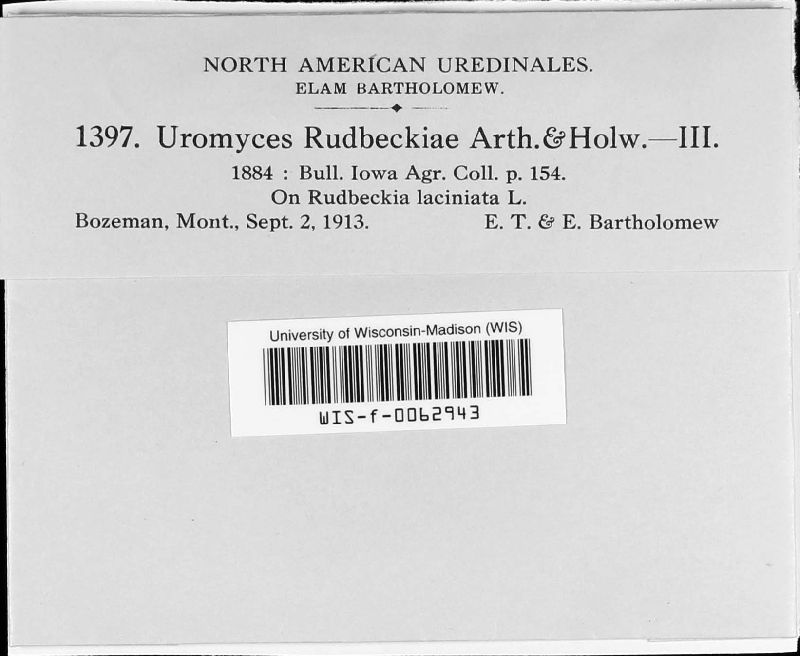 NORTH AMERICAN UREDINALES.
ELAM BARTHOLOMEW.
1397. Uromyces Rudbeckiae Arth. & Holw.—III.
1884 : Bull. Iowa Agr. Coll. p. 154.
On Rudbeckia laciniata L.
Bozeman, Mont., Sept. 2, 1913. E. T. & E. Bartholomew
University of Wisconsin-Madison (WIS)
WIS-f-0062943